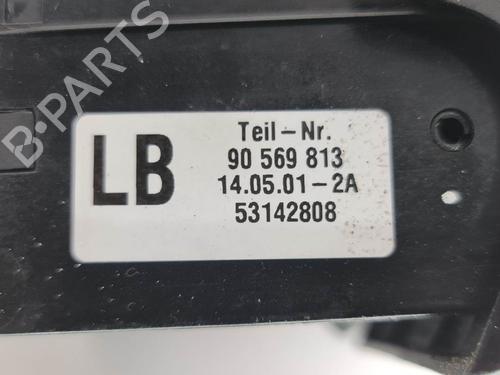 B-PARTS
LB
Teil-Nr.
90 569 813
14.05.01-2A
53142808